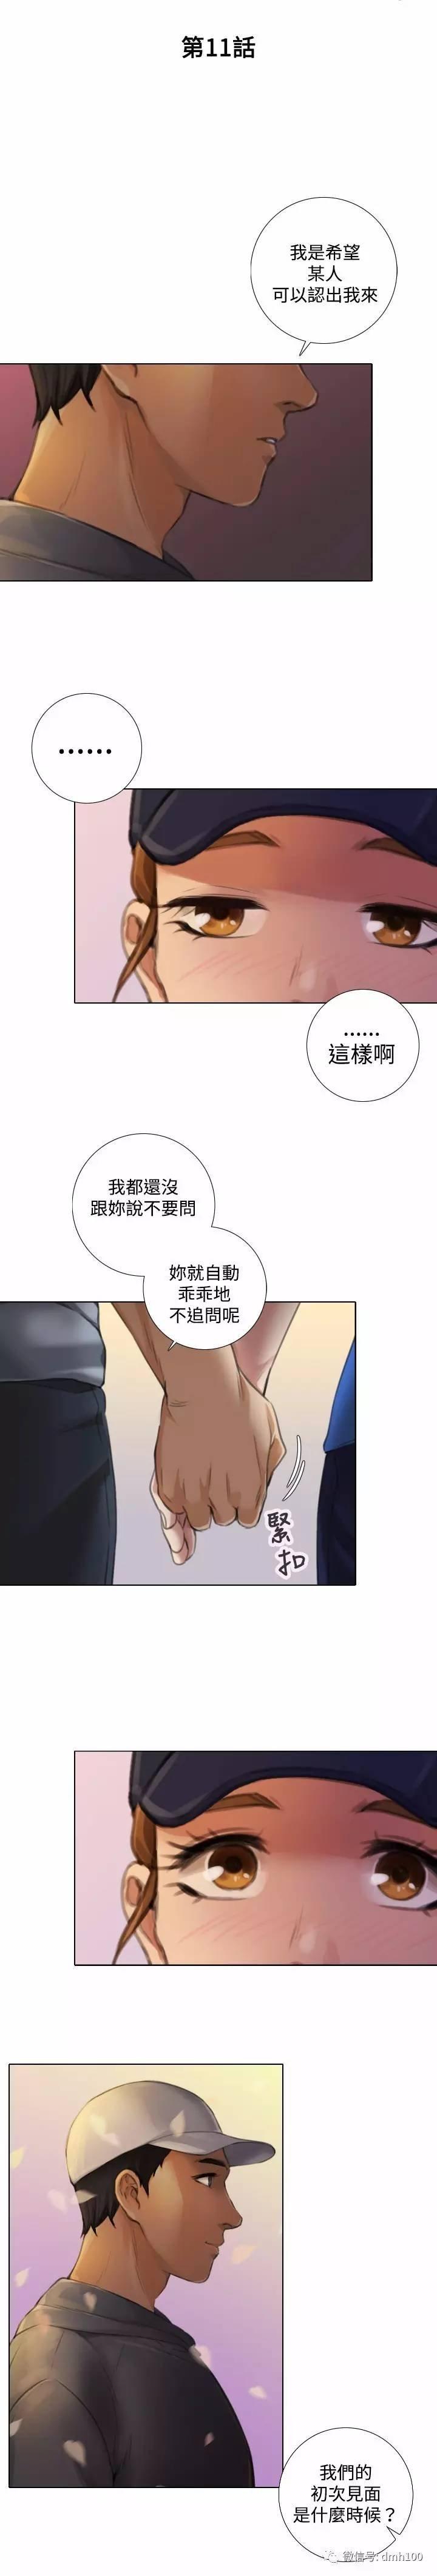 第11話
我是希望
某人
可以認出我來
••••••
••••••
這樣啊
我都還沒
跟妳說不要問
妳就自動
乖乖地
不追問呢
緊
扣
我們的
初次見面
是什麼時候？
微信号: dmh100